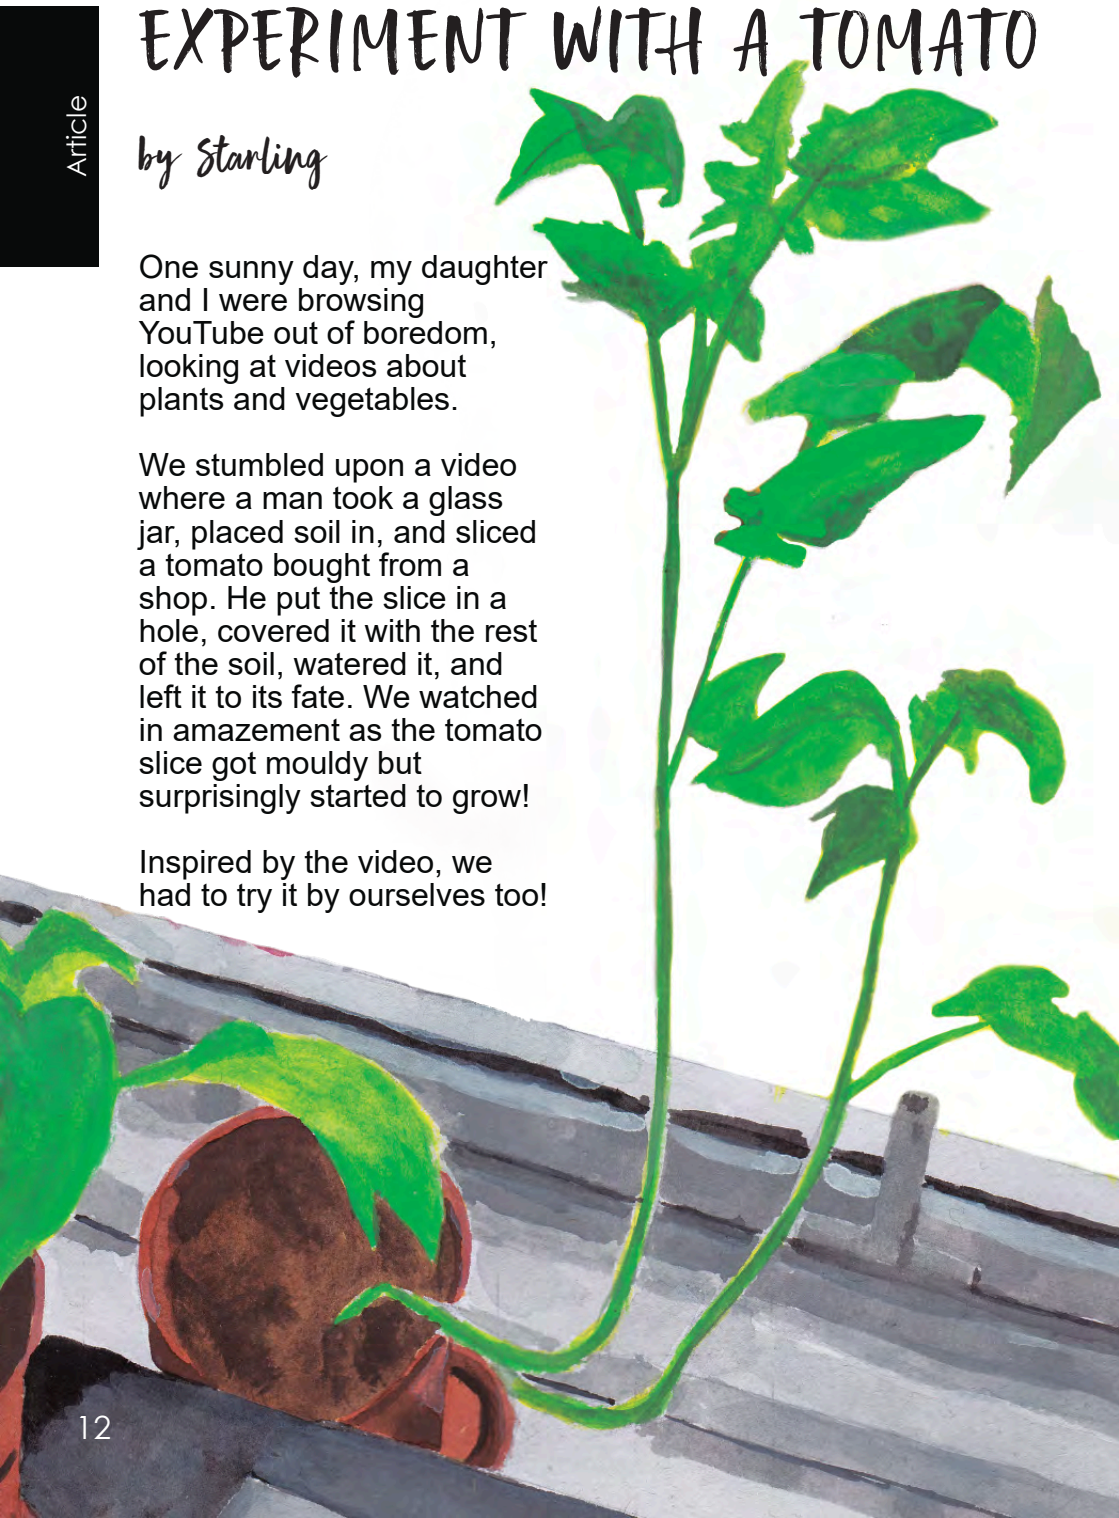 EXPERIMENT WITH A TOMATO
Article
by Starling
One sunny day, my daughter
and I were browsing
YouTube out of boredom,
looking at videos about
plants and vegetables.
We stumbled upon a video
where a man took a glass
jar, placed soil in, and sliced
a tomato bought from a
shop. He put the slice in a
hole, covered it with the rest
of the soil, watered it, and
left it to its fate. We watched
in amazement as the tomato
slice got mouldy but
surprisingly started to grow!
Inspired by the video, we
had to try it by ourselves too!
12